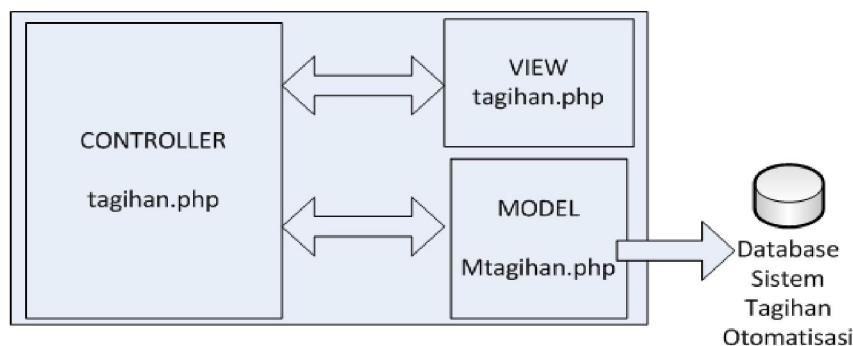 CONTROLLER
tagihan.php
VIEW
tagihan.php
MODEL
Mtagihan.php
Database
Sistem
Tagihan
Otomatisasi